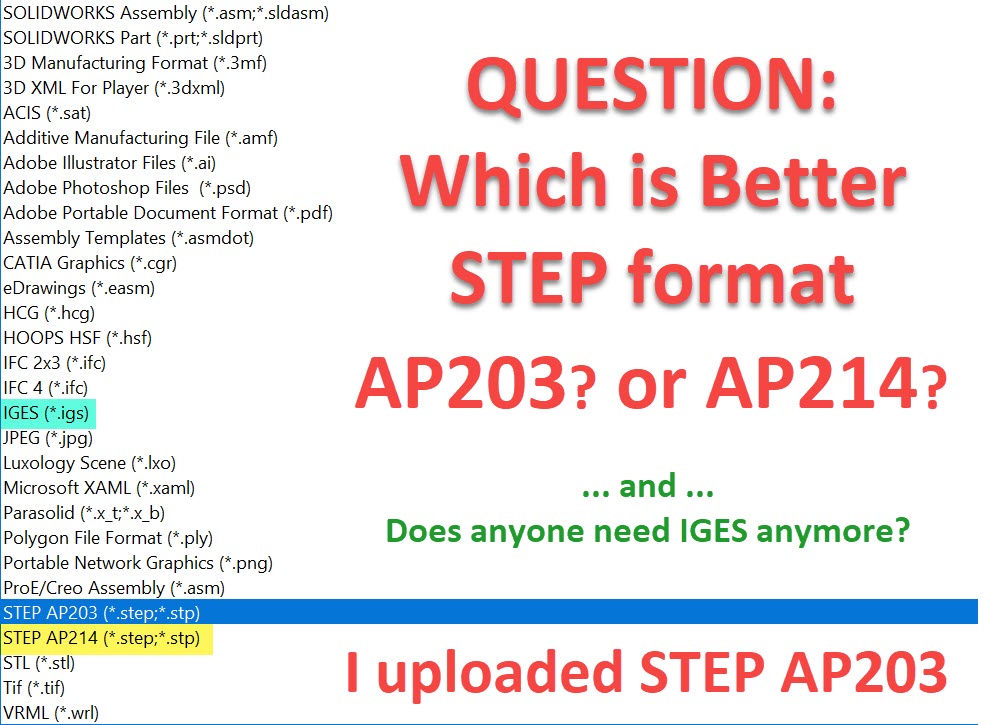 SOLIDWORKS Assembly (*.asm;*.sldasm)
SOLIDWORKS Part (*.prt;*.sldprt)
3D Manufacturing Format (*.3mf)
3D XML For Player (*.3dxml)
ACIS (*.sat)
Additive Manufacturing File (*.amf)
Adobe Illustrator Files (*.ai)
Adobe Photoshop Files  (*.psd)
Adobe Portable Document Format (*.pdf)
Assembly Templates (*.asmdot)
CATIA Graphics (*.cgr)
eDrawings (*.easm)
HCG (*.hcg)
HOOPS HSF (*.hsf)
IFC 2x3 (*.ifc)
IFC 4 (*.ifc)
IGES (*.igs)
JPEG (*.jpg)
Luxology Scene (*.lxo)
Microsoft XAML (*.xaml)
Parasolid (*.x_t;*.x_b)
Polygon File Format (*.ply)
Portable Network Graphics (*.png)
ProE/Creo Assembly (*.asm)
STEP AP203 (*.step;*.stp)
STEP AP214 (*.step;*.stp)
STL (*.stl)
Tif (*.tif)
VRML (*.wrl)
QUESTION:
Which is Better
STEP format
AP203? or AP214?
... and ...
Does anyone need IGES anymore?
I uploaded STEP AP203